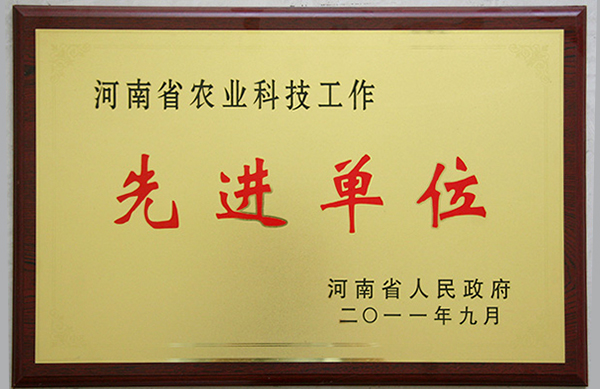 河南省农业科技工作
先进单位
河南省人民政府
二〇一一年九月